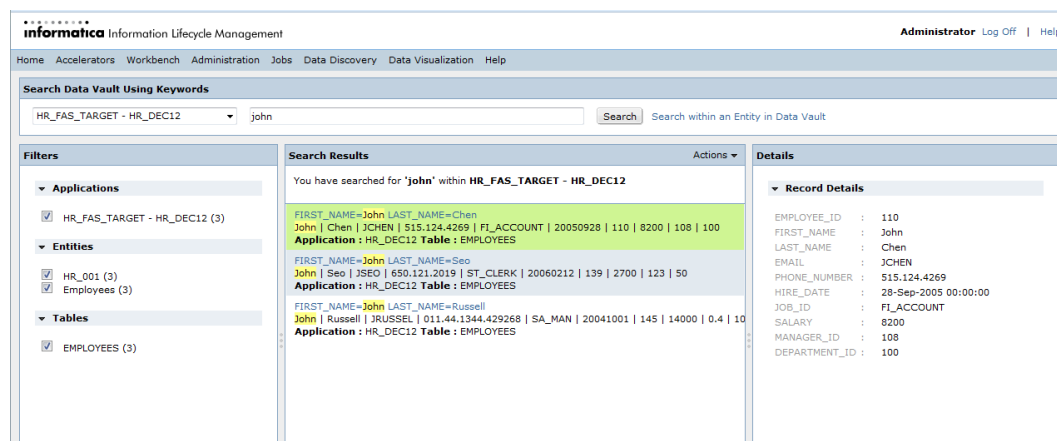 informatica Information Lifecycle Management
Administrator Log Off | Help
Home Accelerators Workbench Administration Jobs Data Discovery Data Visualization Help
Search Data Vault Using Keywords
HR_FAS_TARGET - HR_DEC12 john Search Search within an Entity in Data Vault
Filters
Applications
HR_FAS_TARGET - HR_DEC12 (3)
Entities
HR_001 (3)
Employees (3)
Tables
EMPLOYEES (3)
Search Results Actions
You have searched for 'john' within HR_FAS_TARGET - HR_DEC12
FIRST_NAME=John LAST_NAME=Chen
John | Chen | JCHEN | 515.124.4269 | FI_ACCOUNT | 20050928 | 110 | 8200 | 108 | 100
Application : HR_DEC12 Table : EMPLOYEES
FIRST_NAME=John LAST_NAME=Seo
John | Seo | JSEO | 650.121.2019 | ST_CLERK | 20060212 | 139 | 2700 | 123 | 50
Application : HR_DEC12 Table : EMPLOYEES
FIRST_NAME=John LAST_NAME=Russell
John | Russell | JRUSSEL | 011.44.1344.429268 | SA_MAN | 20041001 | 145 | 14000 | 0.4 | 10
Application : HR_DEC12 Table : EMPLOYEES
Details
Record Details
EMPLOYEE_ID : 110
FIRST_NAME : John
LAST_NAME : Chen
EMAIL : JCHEN
PHONE_NUMBER : 515.124.4269
HIRE_DATE : 28-Sep-2005 00:00:00
JOB_ID : FI_ACCOUNT
SALARY : 8200
MANAGER_ID : 108
DEPARTMENT_ID : 100